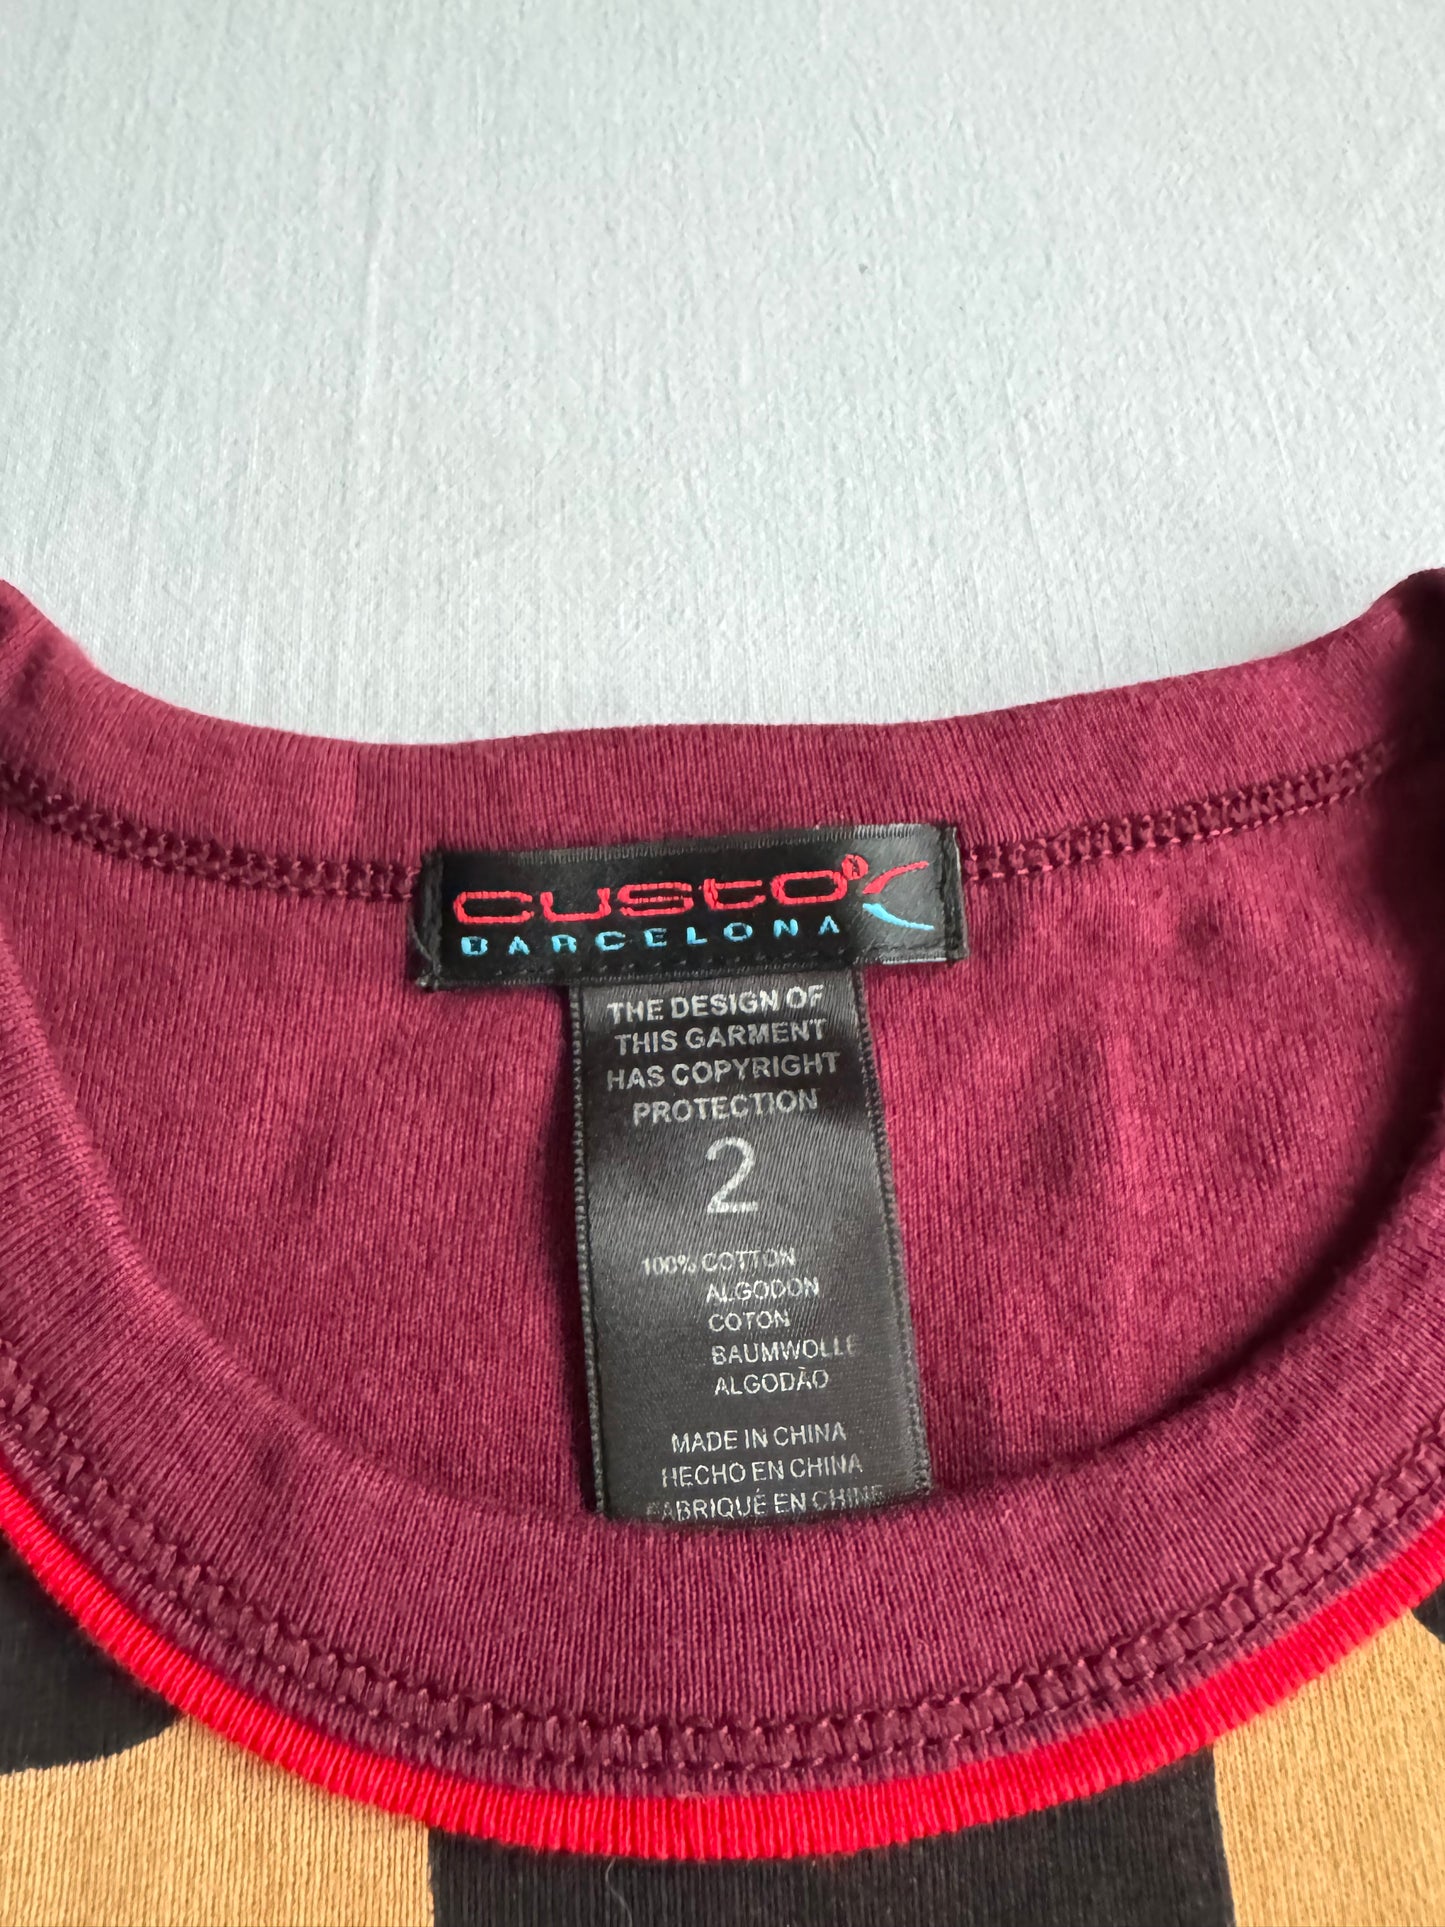 custo
BARCELONA
THE DESIGN OF
THIS GARMENT
HAS COPYRIGHT
PROTECTION
2
100% COTTON
ALGODON
COTON
BAUMWOLLE
ALGODÃO
MADE IN CHINA
HECHO EN CHINA
FABRIQUÉ EN CHINE